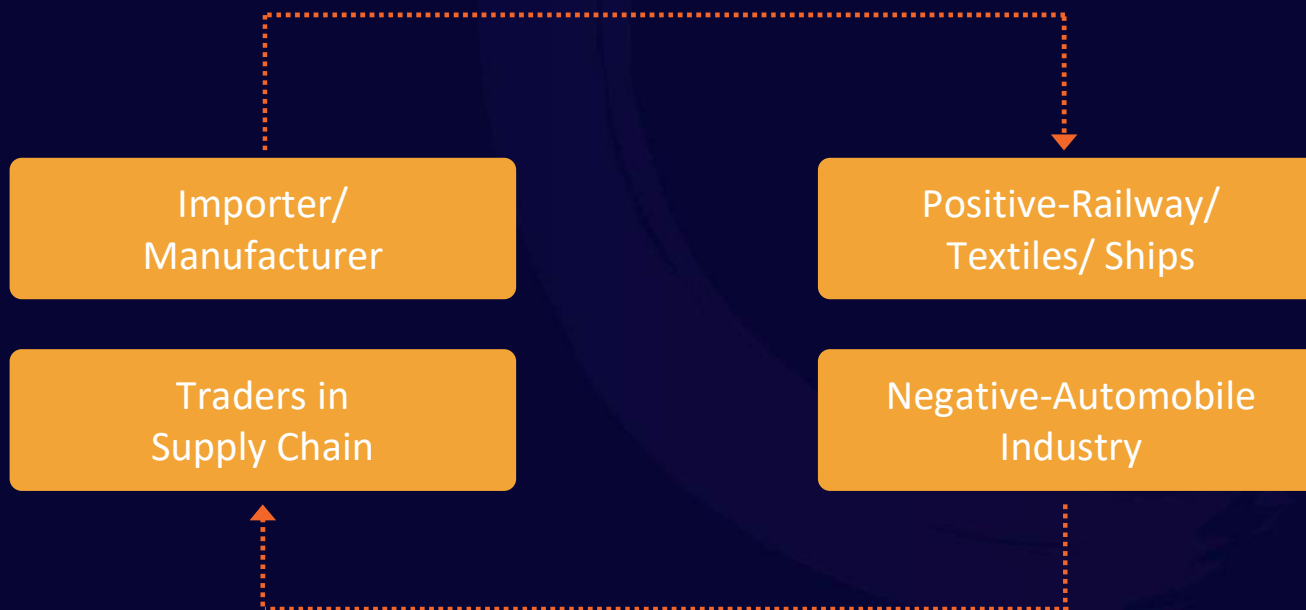 Importer/
Manufacturer
Positive-Railway/
Textiles/ Ships
Traders in
Supply Chain
Negative-Automobile
Industry